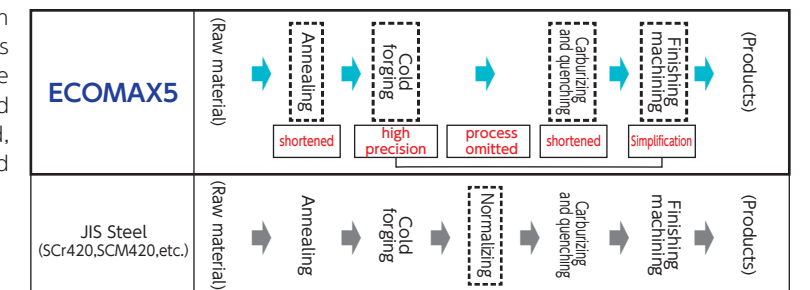 ECOMAX5
(Raw material)
Annealing
Cold
forging
Carburizing
and quenching
Finishing
machining
(Products)
shortened
high
precision
process
omitted
shortened
Simplification
JIS Steel
(SCr420,SCM420,etc.)
(Raw material)
Annealing
Cold
forging
Normalizing
Carburizing
and quenching
Finishing
machining
(Products)